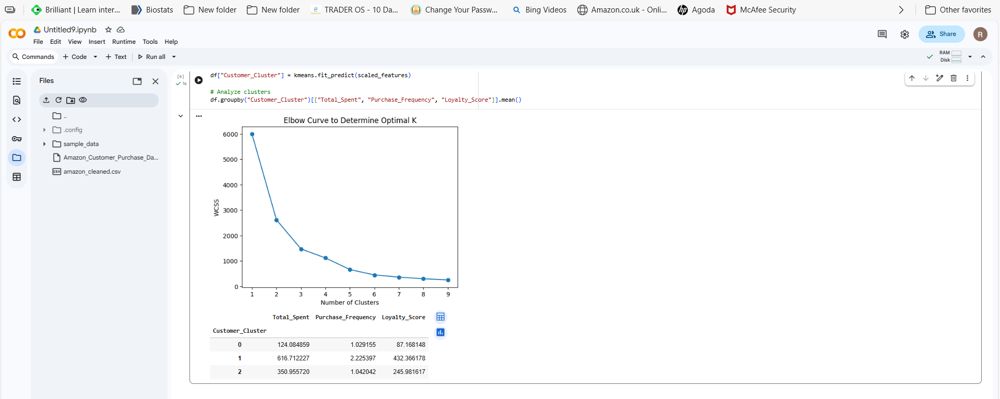 Brilliant | Learn inter... Biostats New folder New folder TRADER OS - 10 Da... Change Your Passw... Bing Videos Amazon.co.uk - Onli... Agoda McAfee Security Other favorites
Untitled9.ipynb
Share
R
File Edit View Insert Runtime Tools Help
Commands + Code + Text Run all
RAM
Disk
Files
..
.config
sample_data
Amazon_Customer_Purchase_Da...
amazon_cleaned.csv
[6]
1s
df["Customer_Cluster"] = kmeans.fit_predict(scaled_features)
# Analyze clusters
df.groupby("Customer_Cluster")[["Total_Spent", "Purchase_Frequency", "Loyalty_Score"]].mean()
Elbow Curve to Determine Optimal K
6000
5000
4000
3000
2000
1000
0
WCSS
1 2 3 4 5 6 7 8 9
Number of Clusters
Total_Spent Purchase_Frequency Loyalty_Score
Customer_Cluster
0 124.084859 1.029155 87.168148
1 616.712227 2.225397 432.366178
2 350.955720 1.042042 245.981617